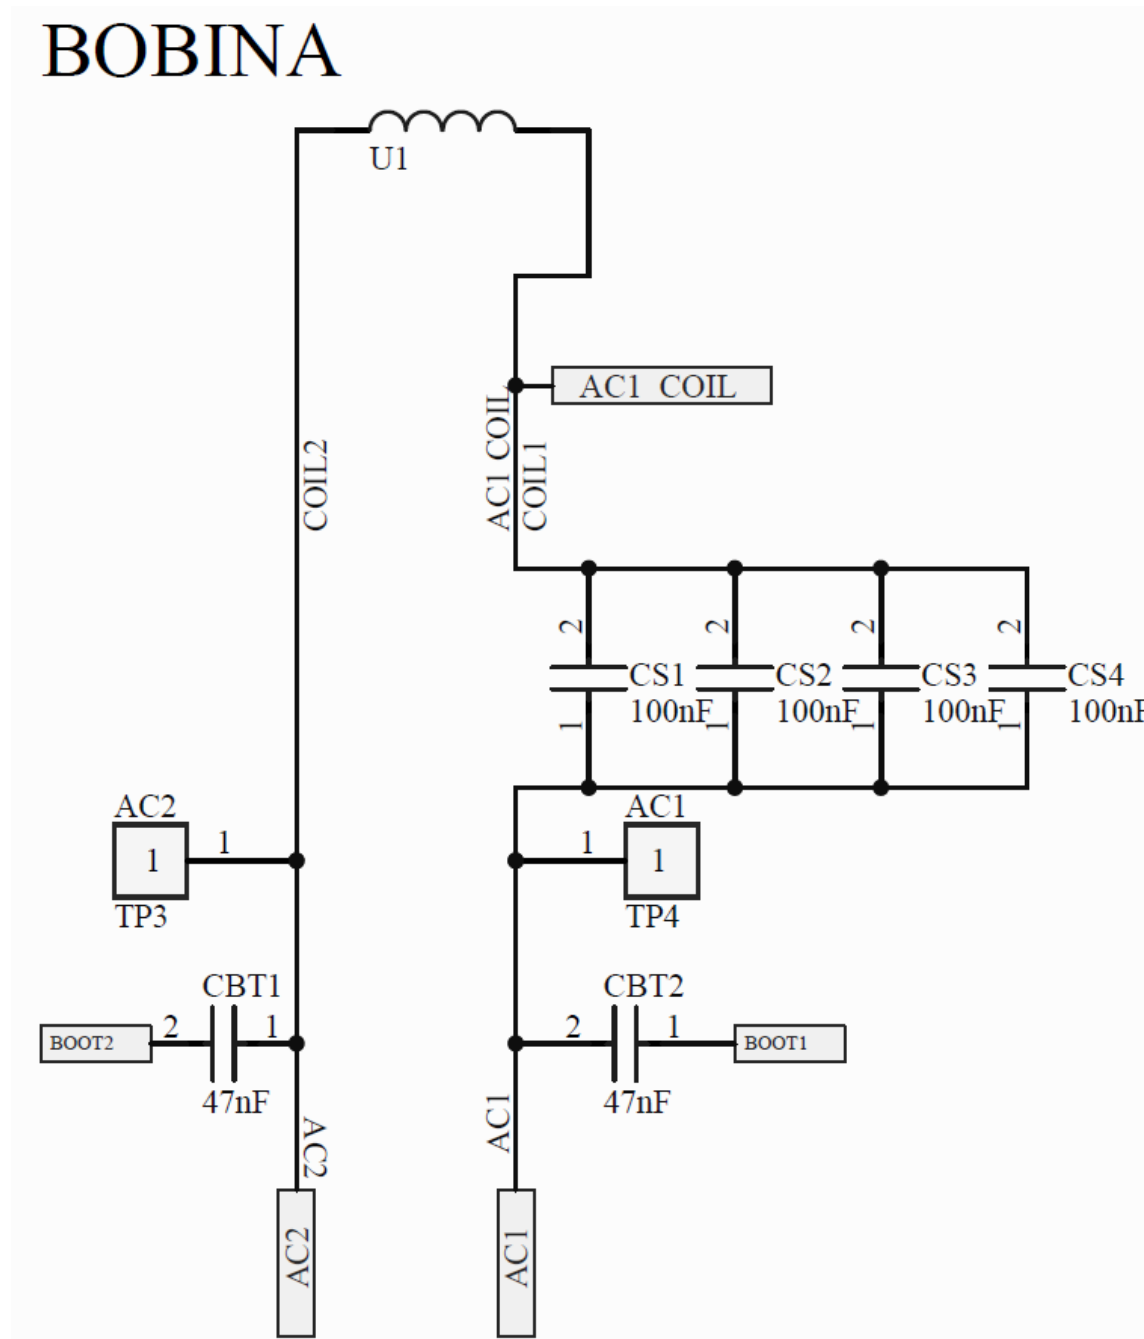 BOBINA
U1
AC1 COIL
COIL2
AC1 COIL
COIL1
2
2
2
2
CS1
CS2
CS3
CS4
100nF
100nF
100nF
100nF
1
1
1
1
AC2
1
1
TP3
AC1
1
1
TP4
CBT1
BOOT2
2
1
47nF
CBT2
2
1
BOOT1
47nF
AC2
AC1
AC2
AC1